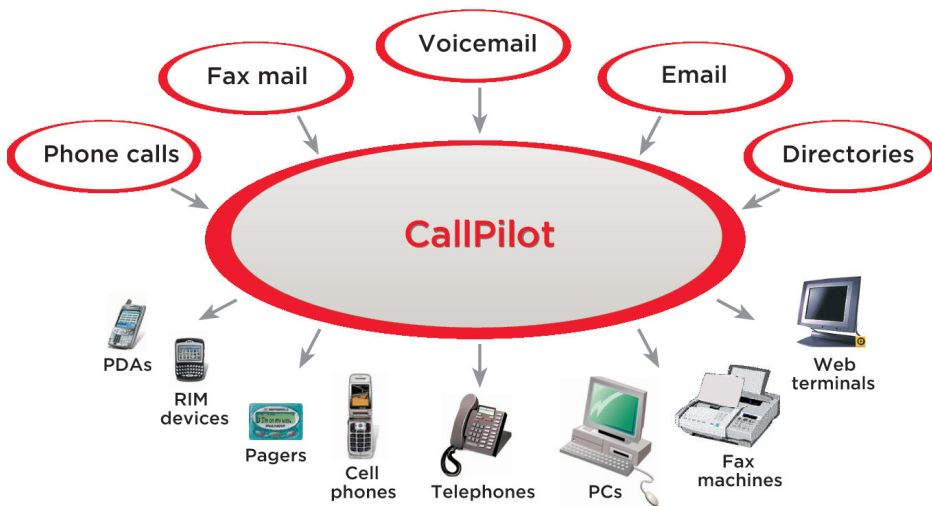 Voicemail
Fax mail
Email
Phone calls
Directories
CallPilot
PDAs
RIM
devices
Pagers
Cell
phones
Telephones
PCs
Fax
machines
Web
terminals